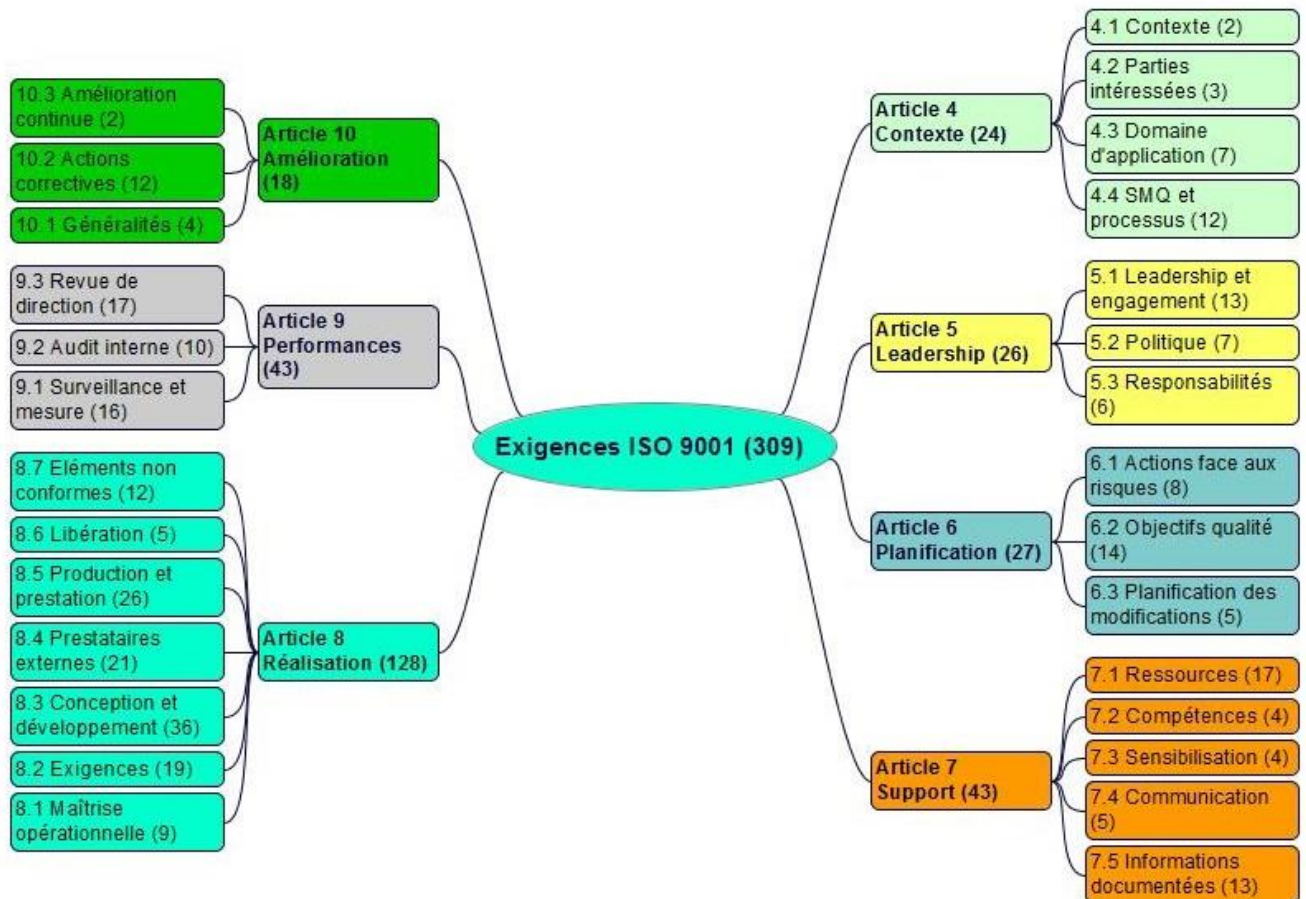 Exigences ISO 9001 (309)
Article 4
Contexte (24)
4.1 Contexte (2)
4.2 Parties
intéressées (3)
4.3 Domaine
d'application (7)
4.4 SMQ et
processus (12)
Article 5
Leadership (26)
5.1 Leadership et
engagement (13)
5.2 Politique (7)
5.3 Responsabilités
(6)
Article 6
Planification (27)
6.1 Actions face aux
risques (8)
6.2 Objectifs qualité
(14)
6.3 Planification des
modifications (5)
Article 7
Support (43)
7.1 Ressources (17)
7.2 Compétences (4)
7.3 Sensibilisation (4)
7.4 Communication
(5)
7.5 Informations
documentées (13)
Article 10
Amélioration
(18)
10.3 Amélioration
continue (2)
10.2 Actions
correctives (12)
10.1 Généralités (4)
Article 9
Performances
(43)
9.3 Revue de
direction (17)
9.2 Audit interne (10)
9.1 Surveillance et
mesure (16)
Article 8
Réalisation (128)
8.7 Eléments non
conformes (12)
8.6 Libération (5)
8.5 Production et
prestation (26)
8.4 Prestataires
externes (21)
8.3 Conception et
développement (36)
8.2 Exigences (19)
8.1 Maîtrise
opérationnelle (9)